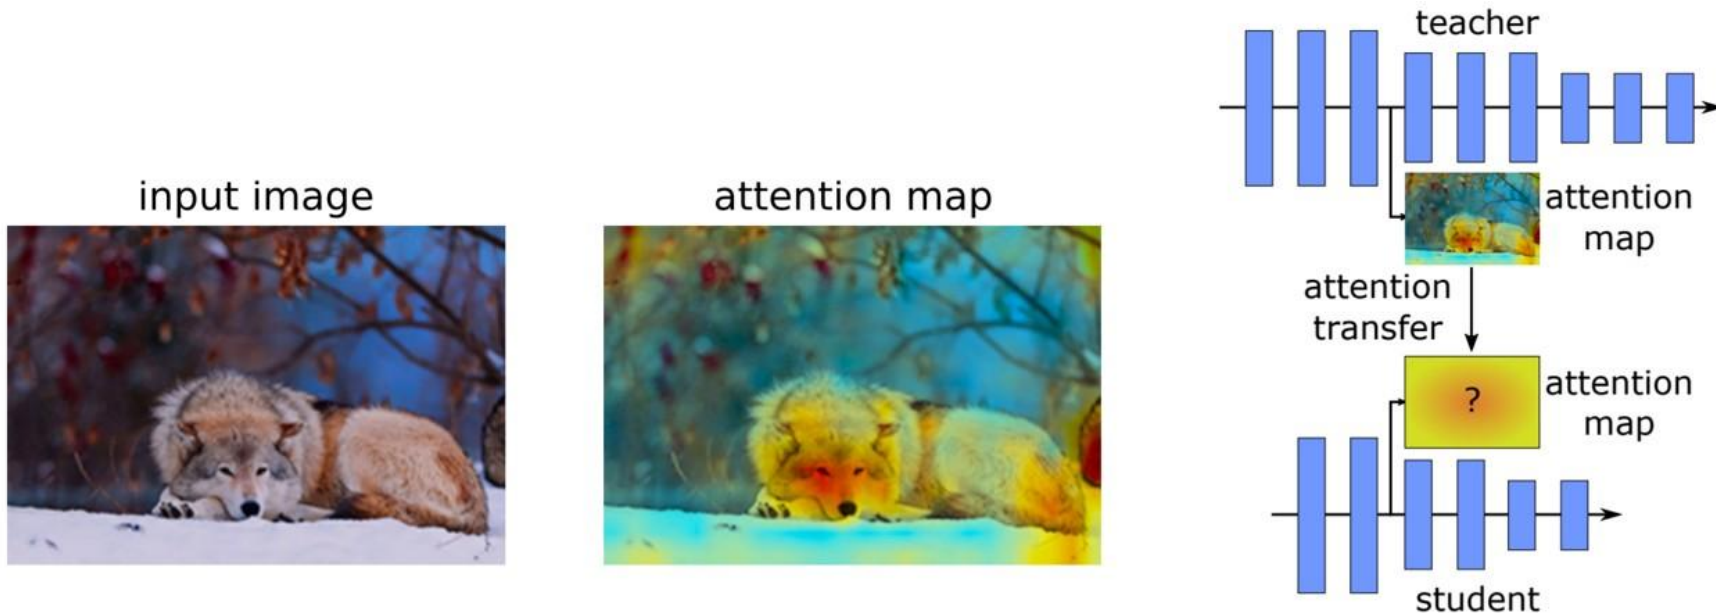 input image
attention map
teacher
attention
map
attention
transfer
?
attention
map
student